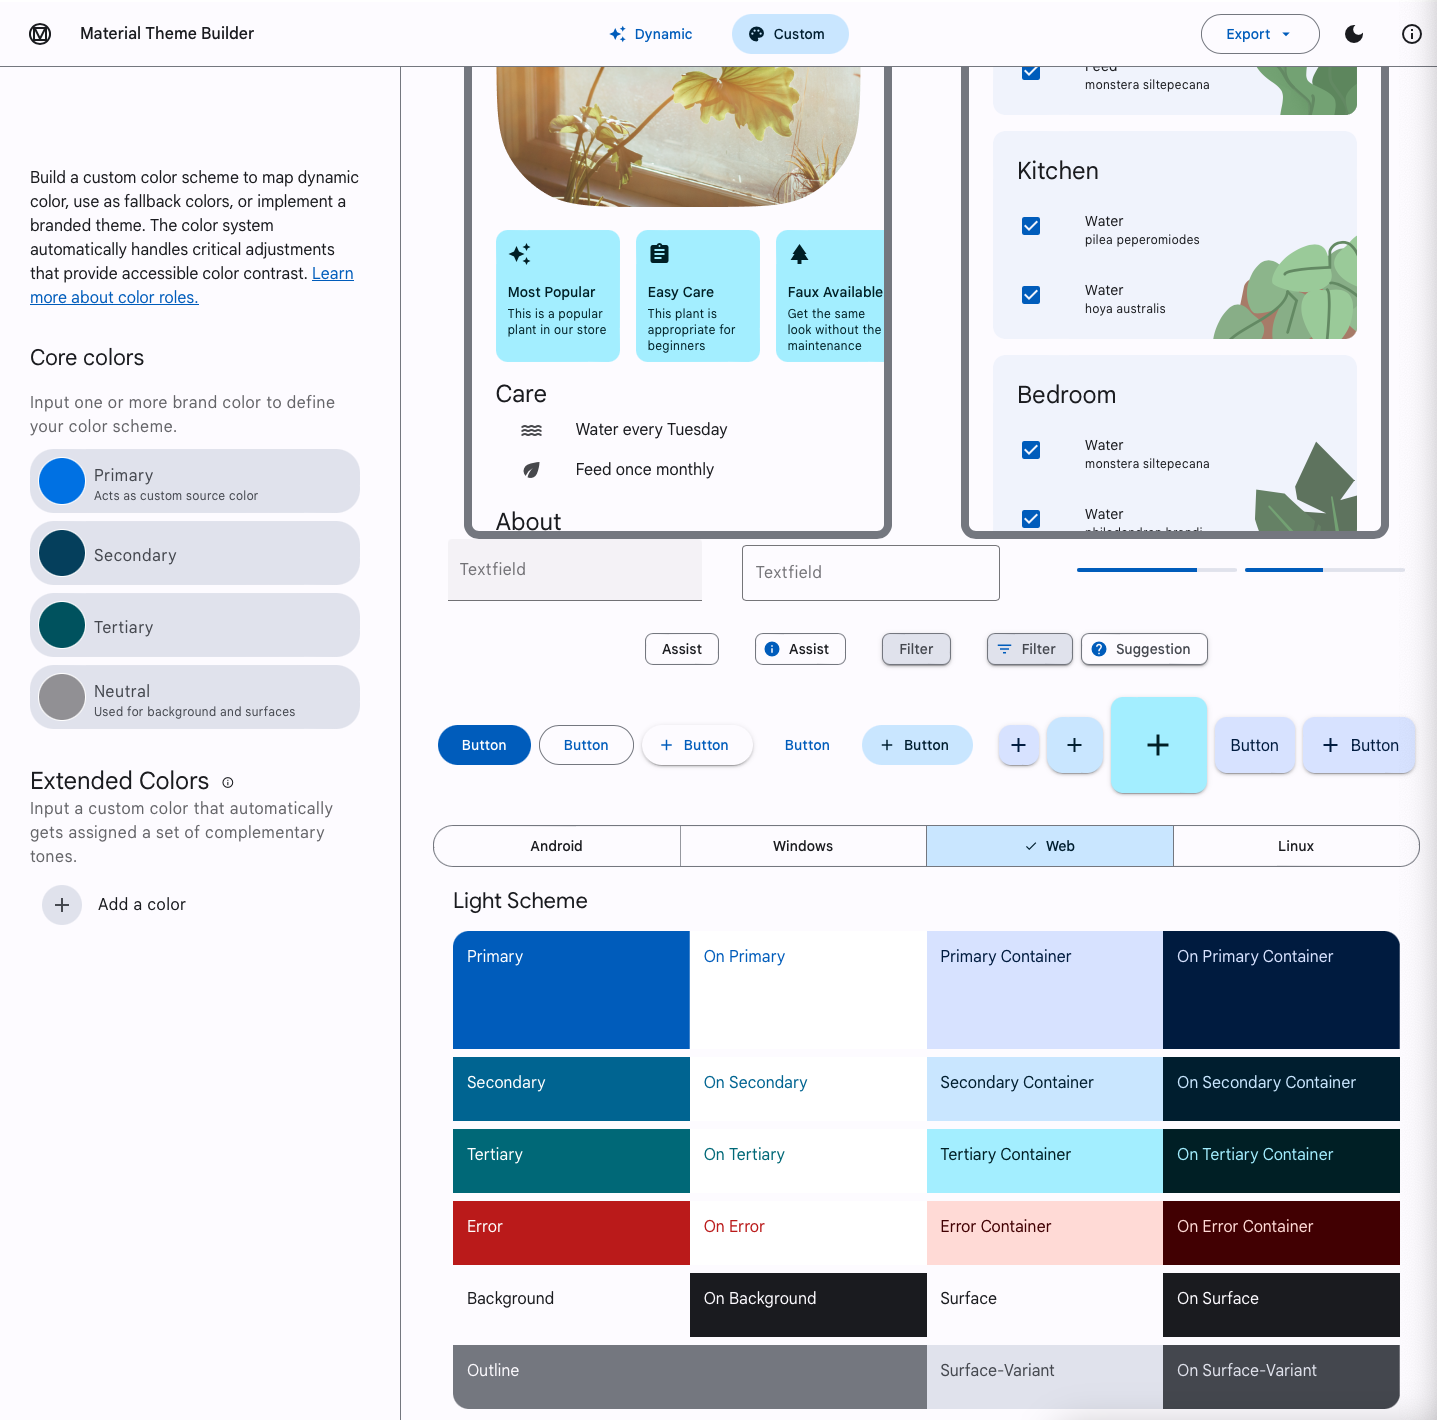 Material Theme Builder
Dynamic
Custom
Export
Build a custom color scheme to map dynamic
color, use as fallback colors, or implement a
branded theme. The color system
automatically handles critical adjustments
that provide accessible color contrast. Learn
more about color roles.
Core colors
Input one or more brand color to define
your color scheme.
Primary
Acts as custom source color
Secondary
Tertiary
Neutral
Used for background and surfaces
Extended Colors
Input a custom color that automatically
gets assigned a set of complementary
tones.
Add a color
Most Popular
This is a popular
plant in our store
Easy Care
This plant is
appropriate for
beginners
Faux Available
Get the same
look without the
maintenance
Care
Water every Tuesday
Feed once monthly
About
Feed
monstera siltepecana
Kitchen
Water
pilea peperomiodes
Water
hoya australis
Bedroom
Water
monstera siltepecana
Water
Textfield
Textfield
Assist
Assist
Filter
Filter
Suggestion
Button
Button
Button
Button
Button
Button
Button
Android
Windows
Web
Linux
Light Scheme
Primary
On Primary
Primary Container
On Primary Container
Secondary
On Secondary
Secondary Container
On Secondary Container
Tertiary
On Tertiary
Tertiary Container
On Tertiary Container
Error
On Error
Error Container
On Error Container
Background
On Background
Surface
On Surface
Outline
Surface-Variant
On Surface-Variant